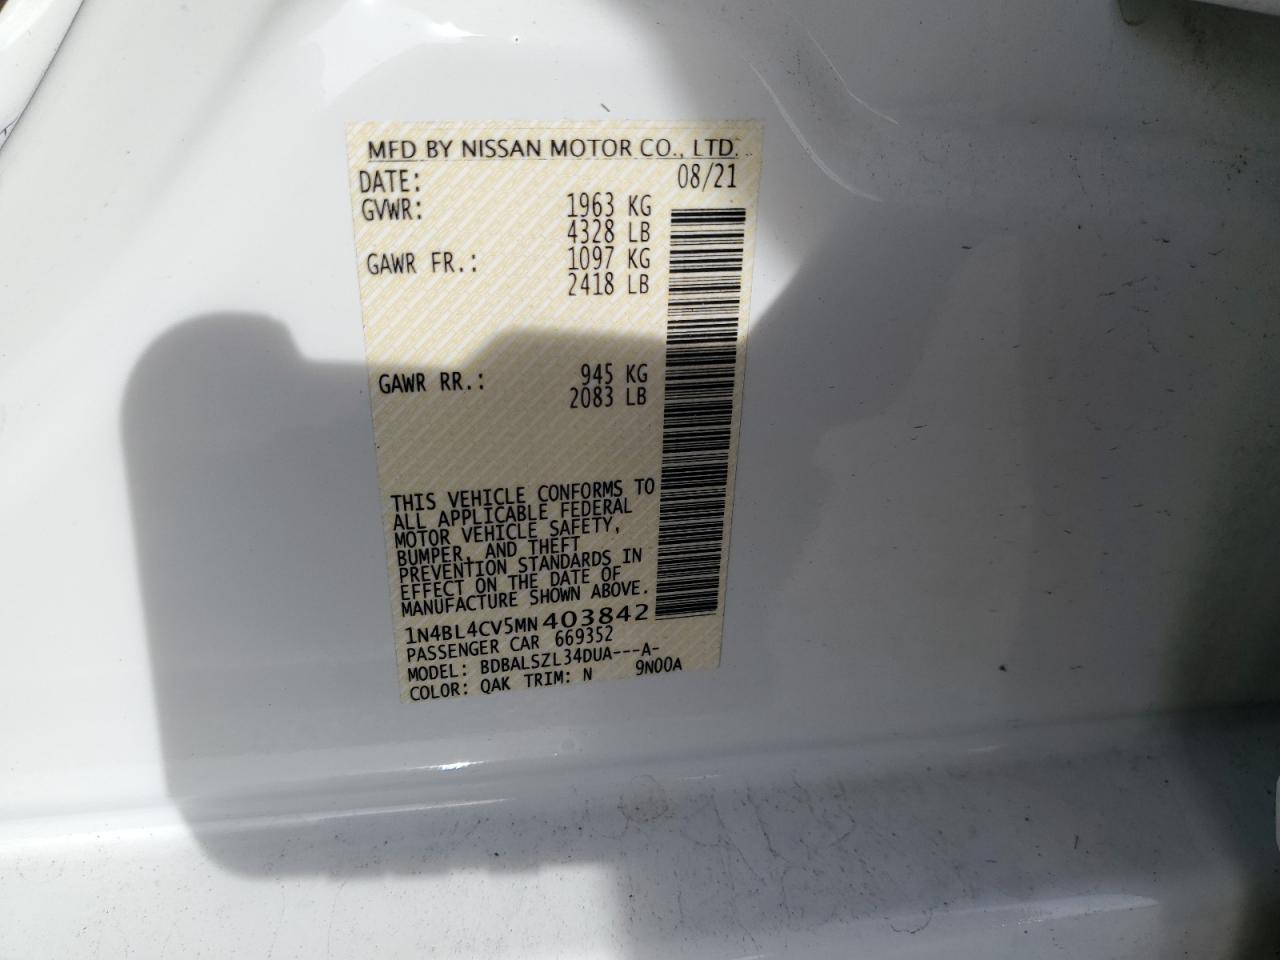 MFD BY NISSAN MOTOR CO., LTD.
DATE: 08/21
GVWR: 1963 KG
4328 LB
GAWR FR.: 1097 KG
2418 LB
GAWR RR.: 945 KG
2083 LB
THIS VEHICLE CONFORMS TO
ALL APPLICABLE FEDERAL
MOTOR VEHICLE SAFETY,
BUMPER, AND THEFT
PREVENTION STANDARDS IN
EFFECT ON THE DATE OF
MANUFACTURE SHOWN ABOVE.
1N4BL4CV5MN403842
PASSENGER CAR 669352
MODEL: BDBALSZL34DUA---A-
COLOR: QAK TRIM: N 9N00A